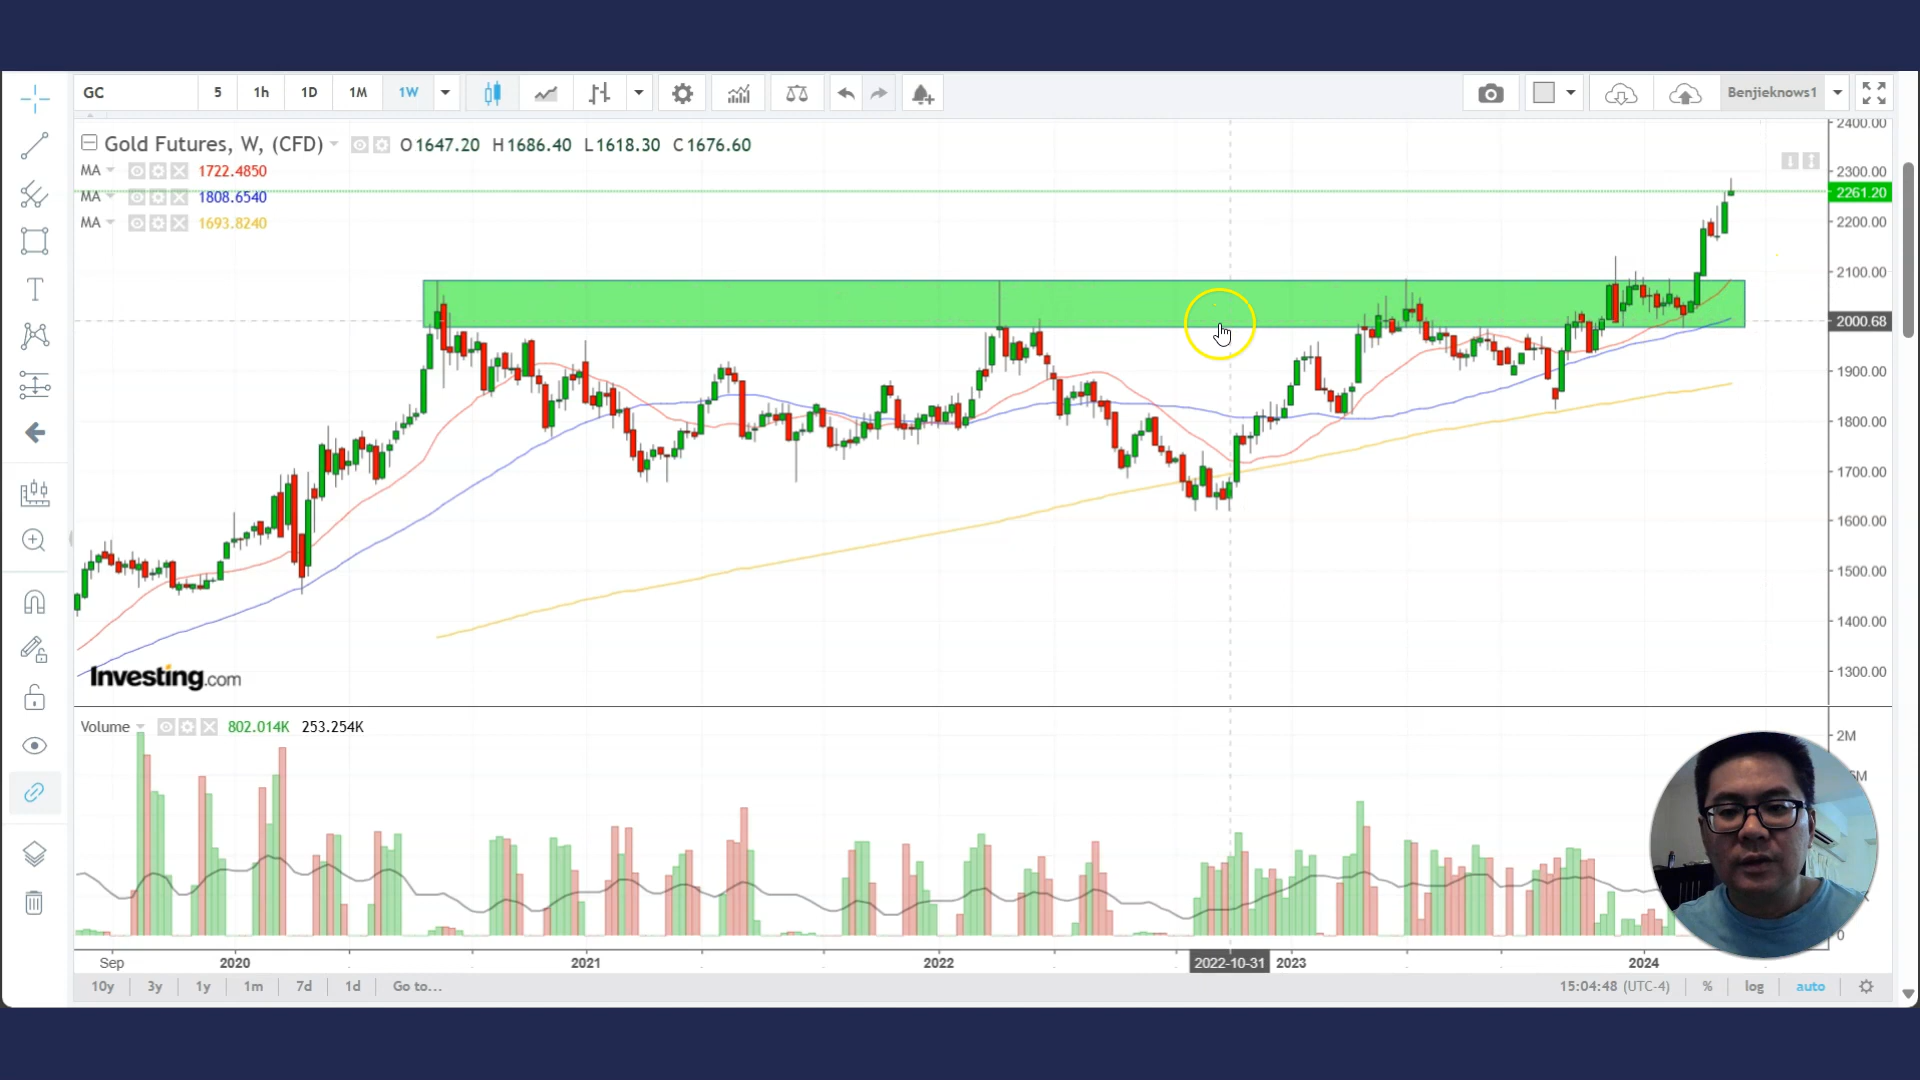 GC 5 1h 1D 1M 1W Benjieknows1
Gold Futures, W, (CFD) O1647.20 H1686.40 L1618.30 C1676.60
MA 1722.4850
MA 1808.6540
MA 1693.8240
2400.00
2300.00
2261.20
2200.00
2100.00
2000.68
1900.00
1800.00
1700.00
1600.00
1500.00
1400.00
1300.00
Investing.com
Volume 802.014K 253.254K
2M
0
Sep 2020 2021 2022 2022-10-31 2023 2024
10y 3y 1y 1m 7d 1d Go to... 15:04:48 (UTC-4) % log auto